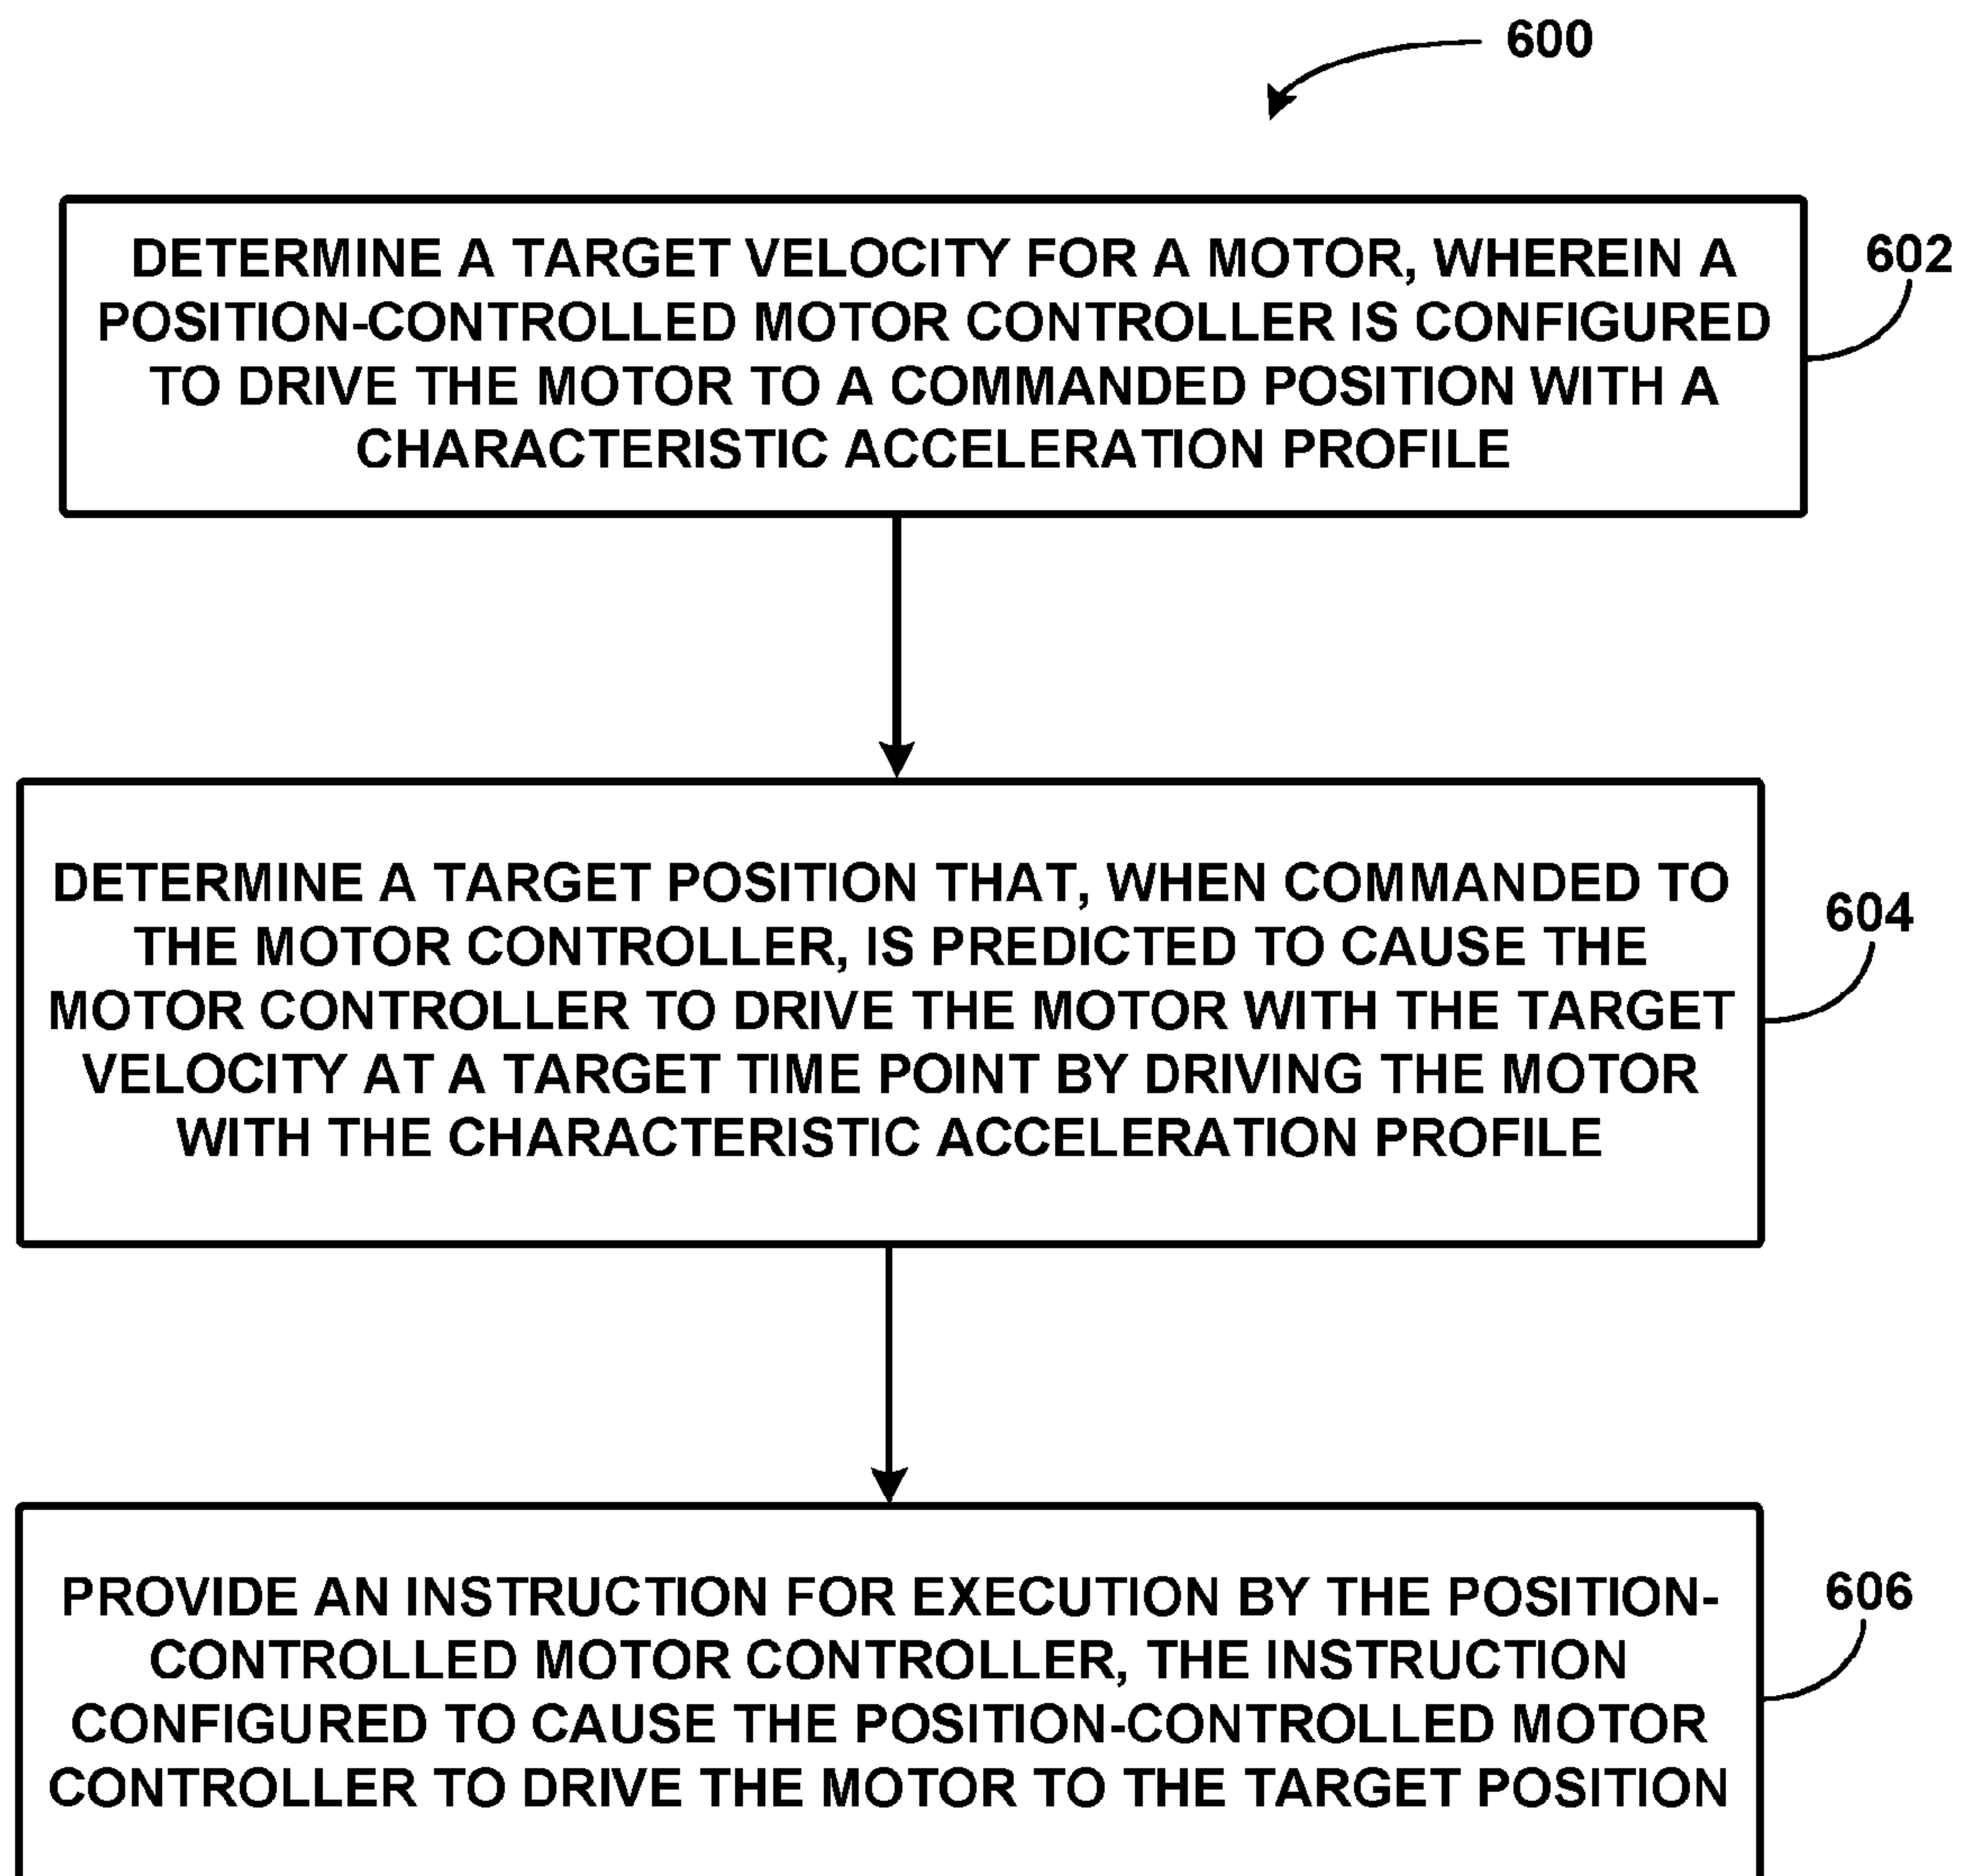 600
DETERMINE A TARGET VELOCITY FOR A MOTOR, WHEREIN A
POSITION-CONTROLLED MOTOR CONTROLLER IS CONFIGURED
TO DRIVE THE MOTOR TO A COMMANDED POSITION WITH A
CHARACTERISTIC ACCELERATION PROFILE
602
DETERMINE A TARGET POSITION THAT, WHEN COMMANDED TO
THE MOTOR CONTROLLER, IS PREDICTED TO CAUSE THE
MOTOR CONTROLLER TO DRIVE THE MOTOR WITH THE TARGET
VELOCITY AT A TARGET TIME POINT BY DRIVING THE MOTOR
WITH THE CHARACTERISTIC ACCELERATION PROFILE
604
PROVIDE AN INSTRUCTION FOR EXECUTION BY THE POSITION-
CONTROLLED MOTOR CONTROLLER, THE INSTRUCTION
CONFIGURED TO CAUSE THE POSITION-CONTROLLED MOTOR
CONTROLLER TO DRIVE THE MOTOR TO THE TARGET POSITION
606